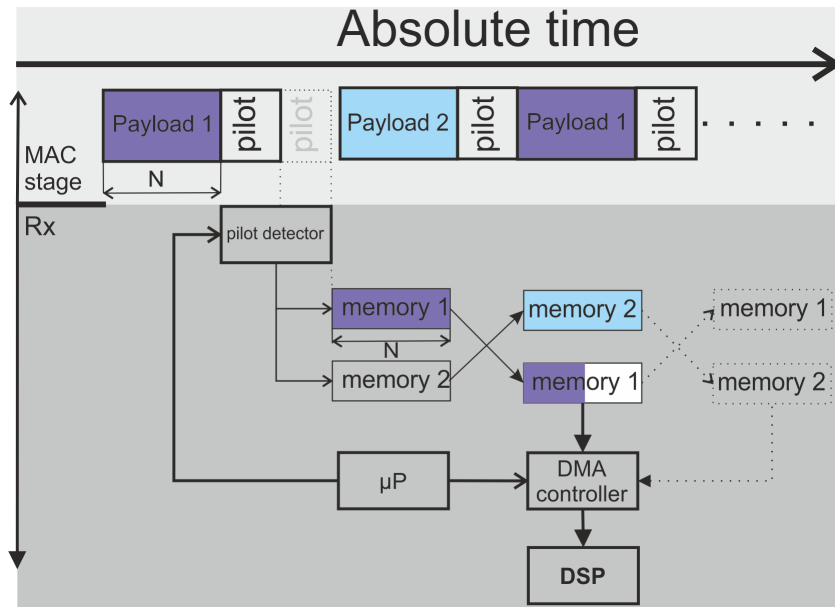 Absolute time
Payload 1
pilot
pilot
Payload 2
pilot
Payload 1
pilot
. . . . . .
MAC
stage
N
Rx
pilot detector
memory 1
memory 2
memory 1
N
memory 2
memory 1
memory 2
µP
DMA
controller
DSP